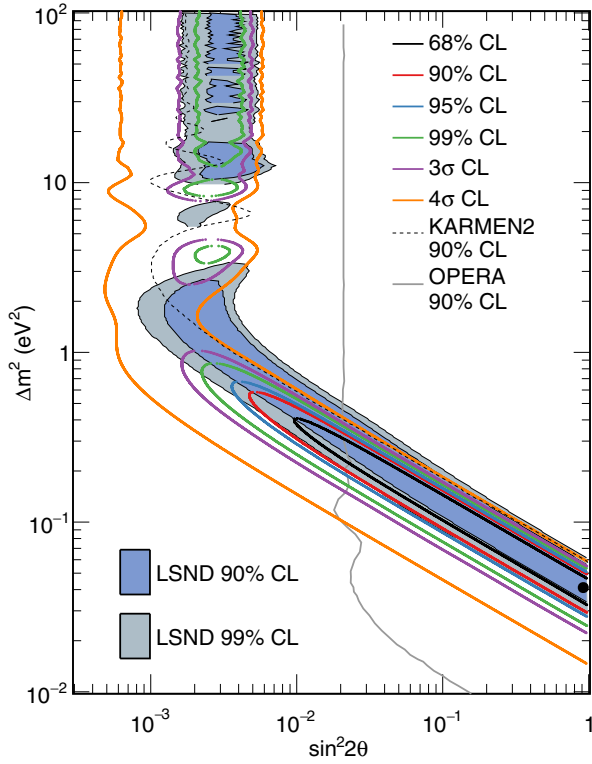 10²
10
1
10⁻¹
10⁻²
Δm² (eV²)
68% CL
90% CL
95% CL
99% CL
3σ CL
4σ CL
KARMEN2
90% CL
OPERA
90% CL
LSND 90% CL
LSND 99% CL
10⁻³
10⁻²
10⁻¹
1
sin²2θ